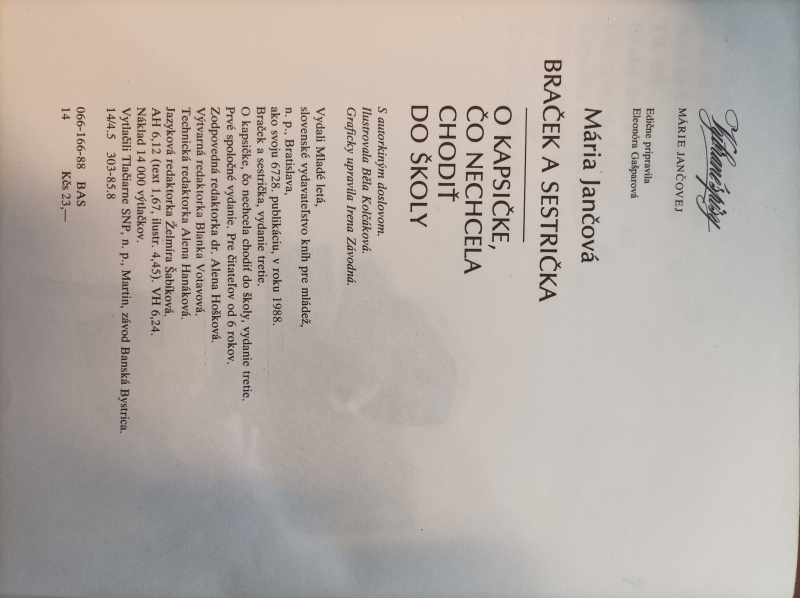 Vybrané spisy
MÁRIE JANČOVEJ
Edične pripravila
Eleonóra Gašparová
Mária Jančová
BRAČEK A SESTRIČKA
O KAPSIČKE,
ČO NECHCELA
CHODIŤ
DO ŠKOLY
S autorkiným doslovom.
Ilustrovala Běla Kolčáková.
Graficky upravila Irena Závodná.
Vydali Mladé letá,
slovenské vydavateľstvo kníh pre mládež,
n. p., Bratislava,
ako svoju 6728. publikáciu, v roku 1988.
Braček a sestrička, vydanie tretie.
O kapsičke, čo nechcela chodiť do školy, vydanie tretie.
Prvé spoločné vydanie. Pre čitateľov od 6 rokov.
Zodpovedná redaktorka dr. Alena Hošková.
Výtvarná redaktorka Blanka Votavová.
Technická redaktorka Alena Hanáková.
Jazyková redaktorka Želmíra Šabíková.
AH 6,12 (text 1,67, ilustr. 4,45). VH 6,24.
Náklad 14 000 výtlačkov.
Vytlačili Tlačiarne SNP, n. p., Martin, závod Banská Bystrica.
14/4.5 303-85.8
066-166-88 BAS
14 Kčs 23,—